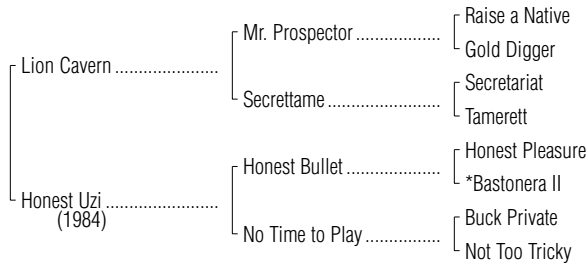 Raise a Native
Mr. Prospector ....................
Gold Digger
Lion Cavern .........................
Secretariat
Secrettame ...........................
Tamerett
Honest Pleasure
Honest Bullet ......................
*Bastonera II
Honest Uzi ...........................
(1984)
Buck Private
No Time to Play ..................
Not Too Tricky